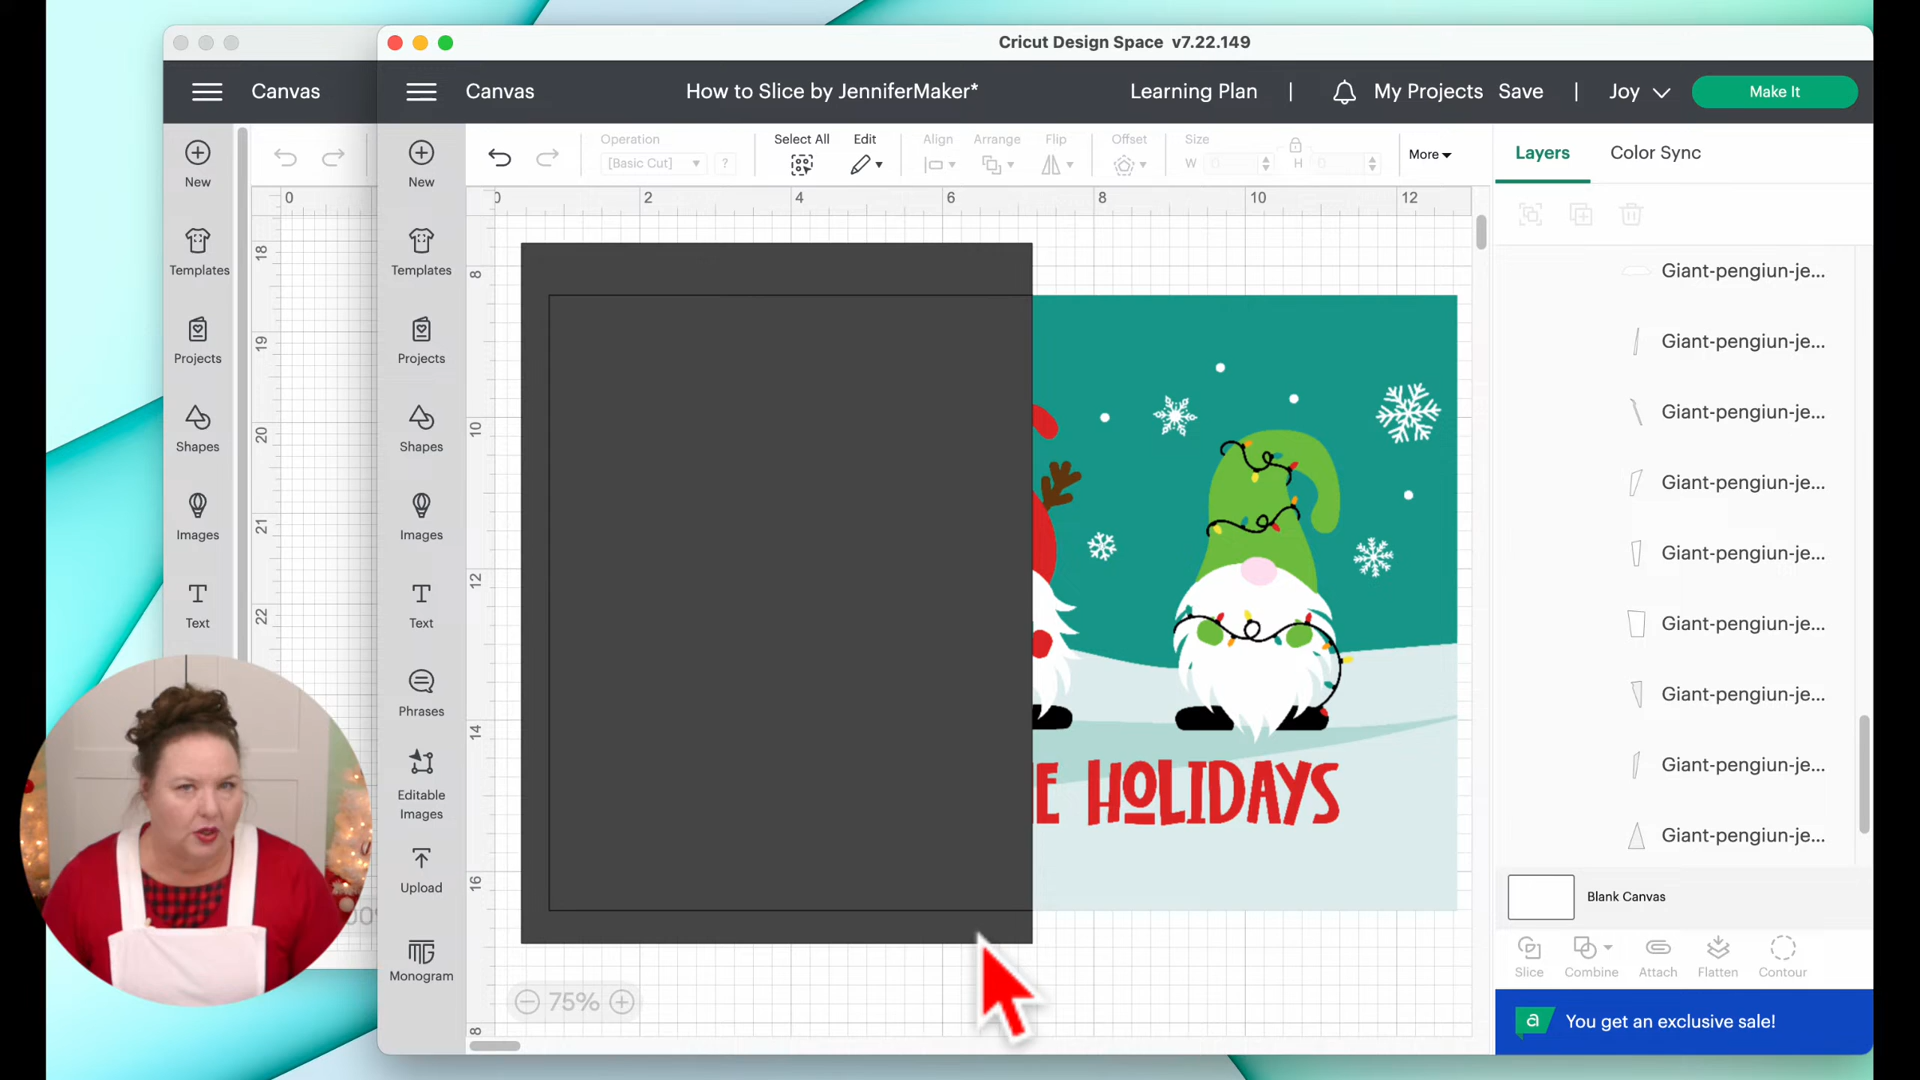 Cricut Design Space v7.22.149
Canvas
Canvas
How to Slice by JenniferMaker*
Learning Plan
|
My Projects
Save
|
Joy
Make It
New
Templates
Projects
Shapes
Images
Text
0
18
19
20
21
22
New
Templates
Projects
Shapes
Images
Text
Phrases
Editable
Images
Upload
MG
Monogram
Operation
[Basic Cut]
?
Select All
Edit
Align
Arrange
Flip
Offset
Size
W 0
H 0
More
0 2 4 6 8 10 12
8
10
12
14
16
8
E HOLIDAYS
75%
Layers
Color Sync
Giant-pengiun-je...
Giant-pengiun-je...
Giant-pengiun-je...
Giant-pengiun-je...
Giant-pengiun-je...
Giant-pengiun-je...
Giant-pengiun-je...
Giant-pengiun-je...
Giant-pengiun-je...
Blank Canvas
Slice
Combine
Attach
Flatten
Contour
a
You get an exclusive sale!